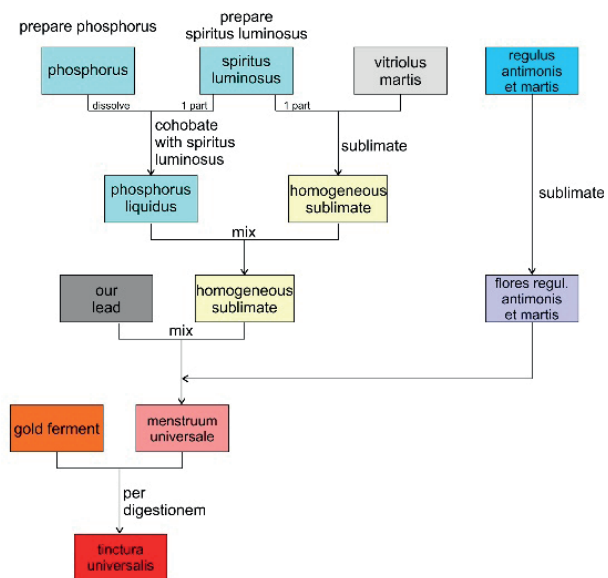 prepare phosphorus
prepare
spiritus luminosus
phosphorus
spiritus
luminosus
vitriolus
martis
regulus
antimonis
et martis
dissolve
1 part
1 part
cohobate
with spiritus
luminosus
sublimate
sublimate
phosphorus
liquidus
homogeneous
sublimate
mix
our
lead
homogeneous
sublimate
flores regul.
antimonis
et martis
mix
gold ferment
menstruum
universale
per
digestionem
tinctura
universalis